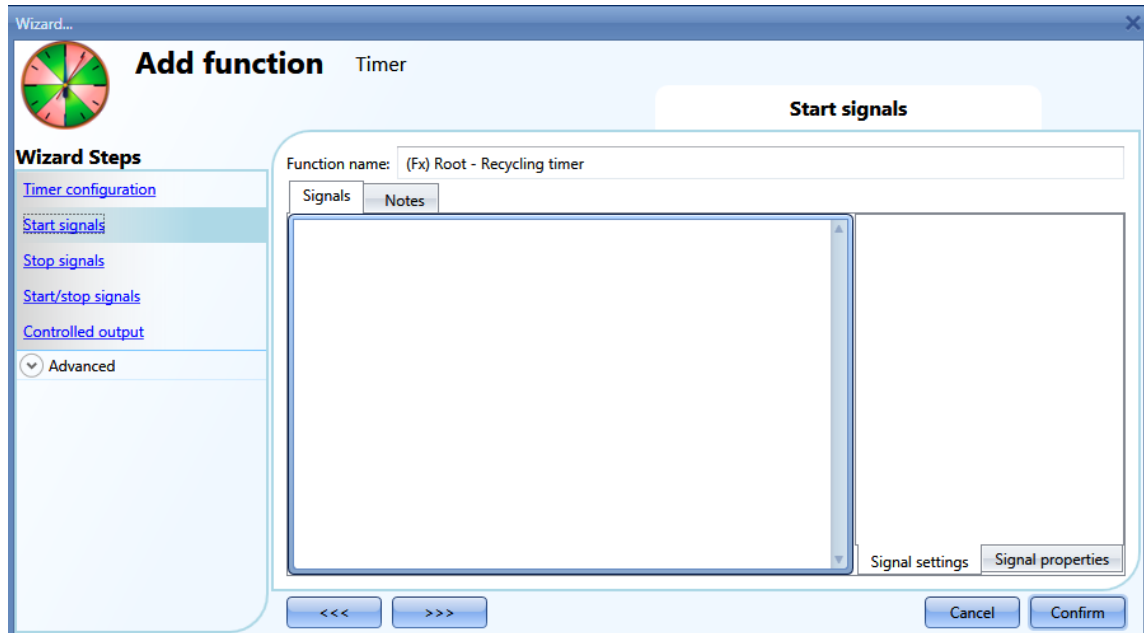 Wizard...
Add function Timer
Start signals
Wizard Steps
Timer configuration
Start signals
Stop signals
Start/stop signals
Controlled output
Advanced
Function name: (Fx) Root - Recycling timer
Signals Notes
Signal settings Signal properties
<<< >>> Cancel Confirm